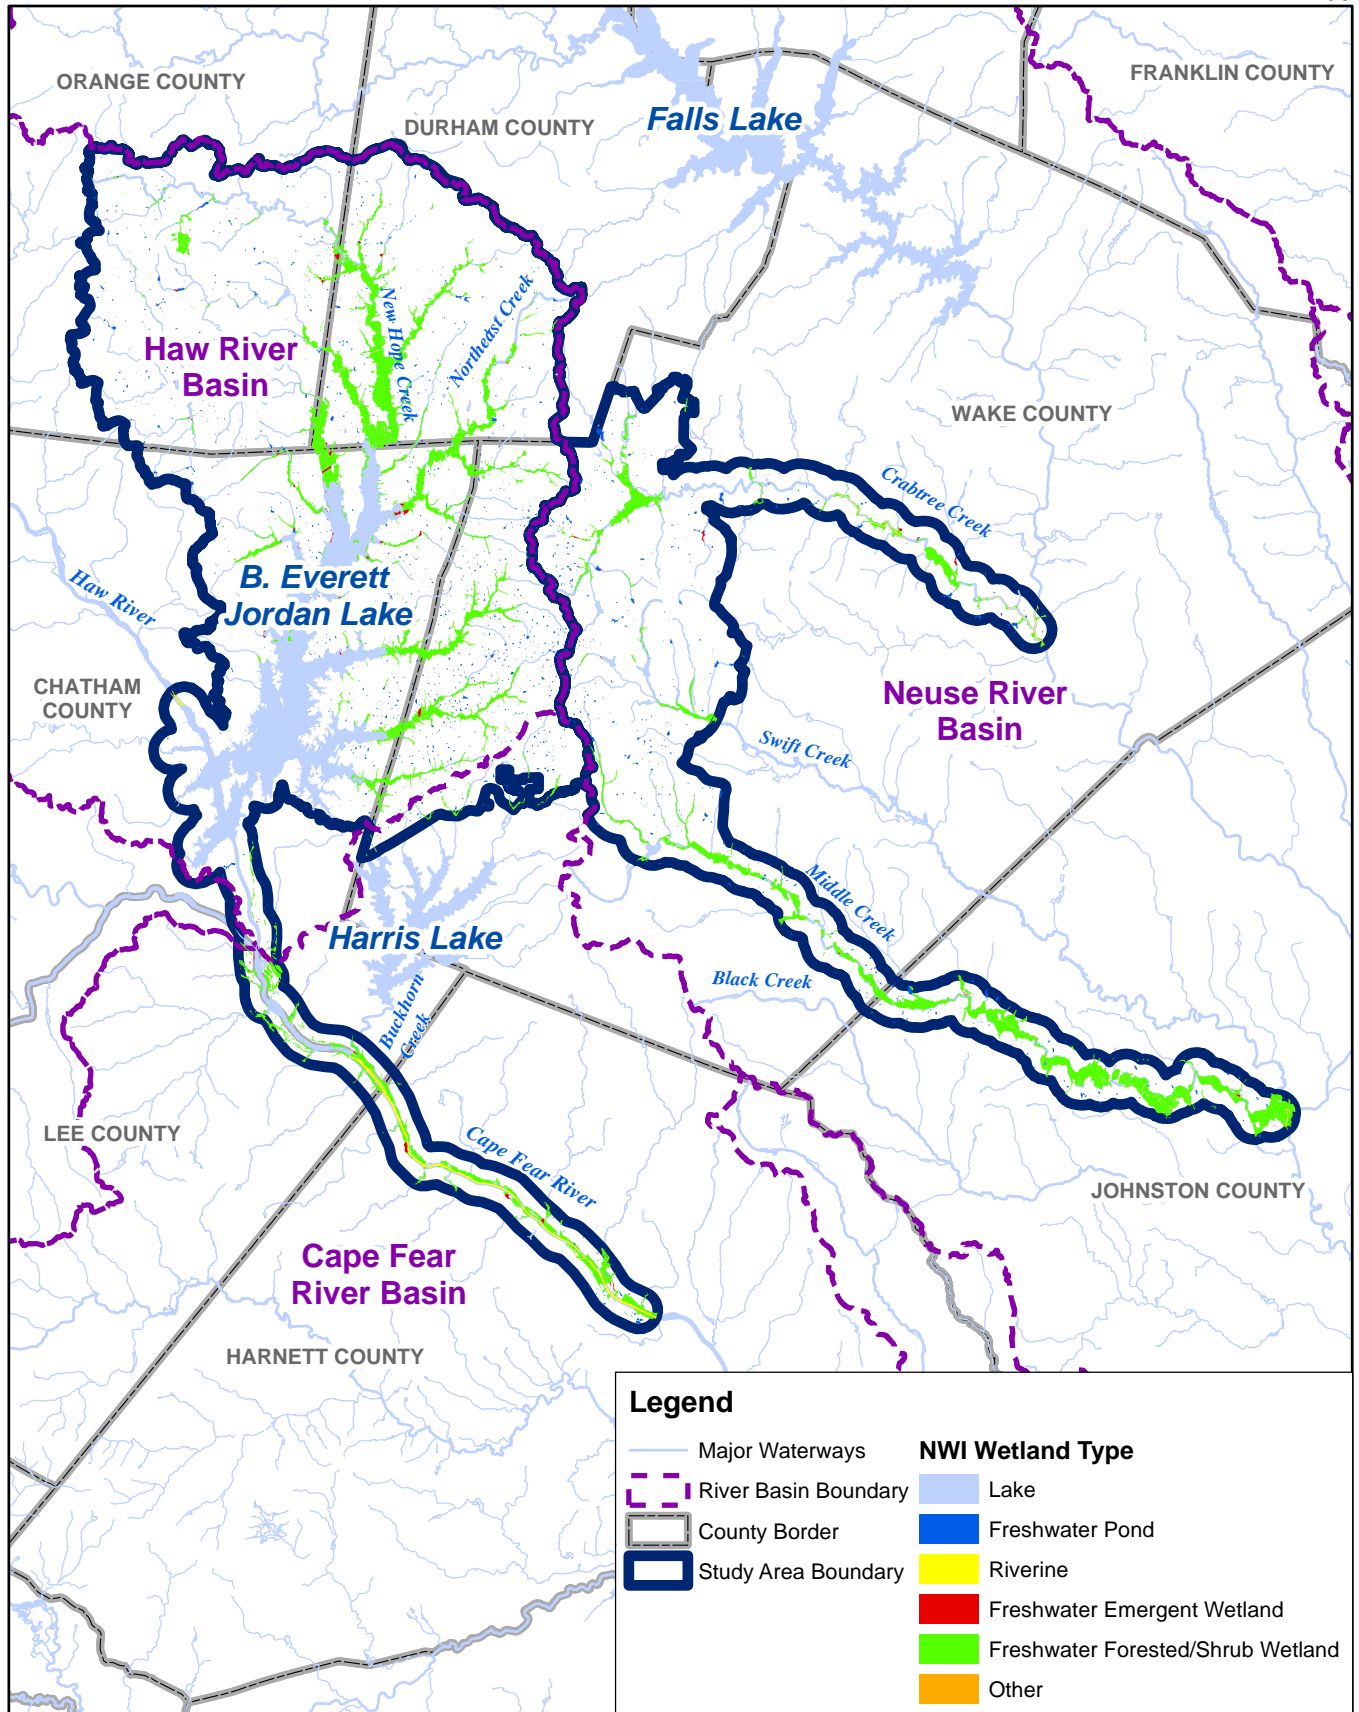 ORANGE COUNTY
FRANKLIN COUNTY
DURHAM COUNTY
Falls Lake
New Hope Creek
Northeast Creek
Haw River
Basin
WAKE COUNTY
Crabtree Creek
B. Everett
Jordan Lake
Haw River
CHATHAM
COUNTY
Neuse River
Basin
Swift Creek
Middle Creek
Harris Lake
Black Creek
Buckhorn
Creek
LEE COUNTY
Cape Fear River
JOHNSTON COUNTY
Cape Fear
River Basin
HARNETT COUNTY
Legend
Major Waterways
River Basin Boundary
County Border
Study Area Boundary
NWI Wetland Type
Lake
Freshwater Pond
Riverine
Freshwater Emergent Wetland
Freshwater Forested/Shrub Wetland
Other